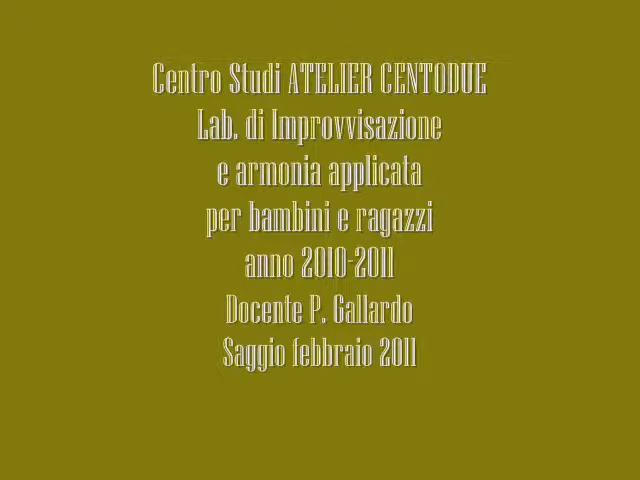 Centro Studi ATELIER CENTODUE
Lab. di Improvvisazione
e armonia applicata
per bambini e ragazzi
anno 2010-2011
Docente P. Gallardo
Saggio febbraio 2011